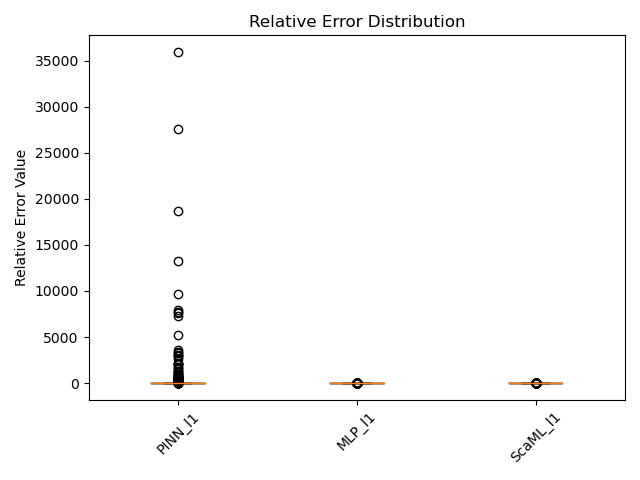 Relative Error Distribution
Relative Error Value
35000
30000
25000
20000
15000
10000
5000
0
PINN_l1
MLP_l1
ScaML_l1